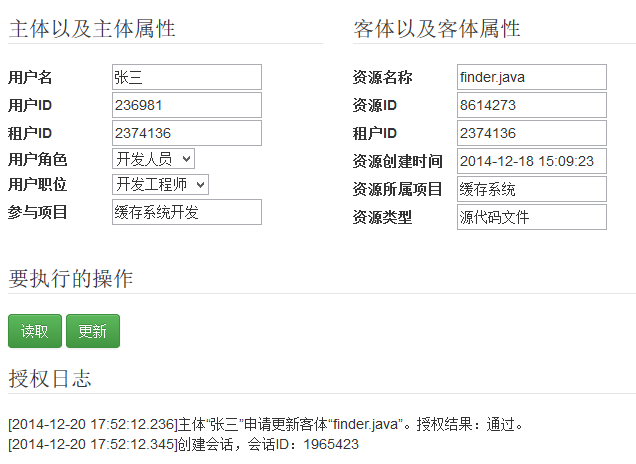 主体以及主体属性
用户名 张三
用户ID 236981
租户ID 2374136
用户角色 开发人员
用户职位 开发工程师
参与项目 缓存系统开发
客体以及客体属性
资源名称 finder.java
资源ID 8614273
租户ID 2374136
资源创建时间 2014-12-18 15:09:23
资源所属项目 缓存系统
资源类型 源代码文件
要执行的操作
读取 更新
授权日志
[2014-12-20 17:52:12.236]主体“张三”申请更新客体“finder.java”。授权结果：通过。
[2014-12-20 17:52:12.345]创建会话，会话ID：1965423